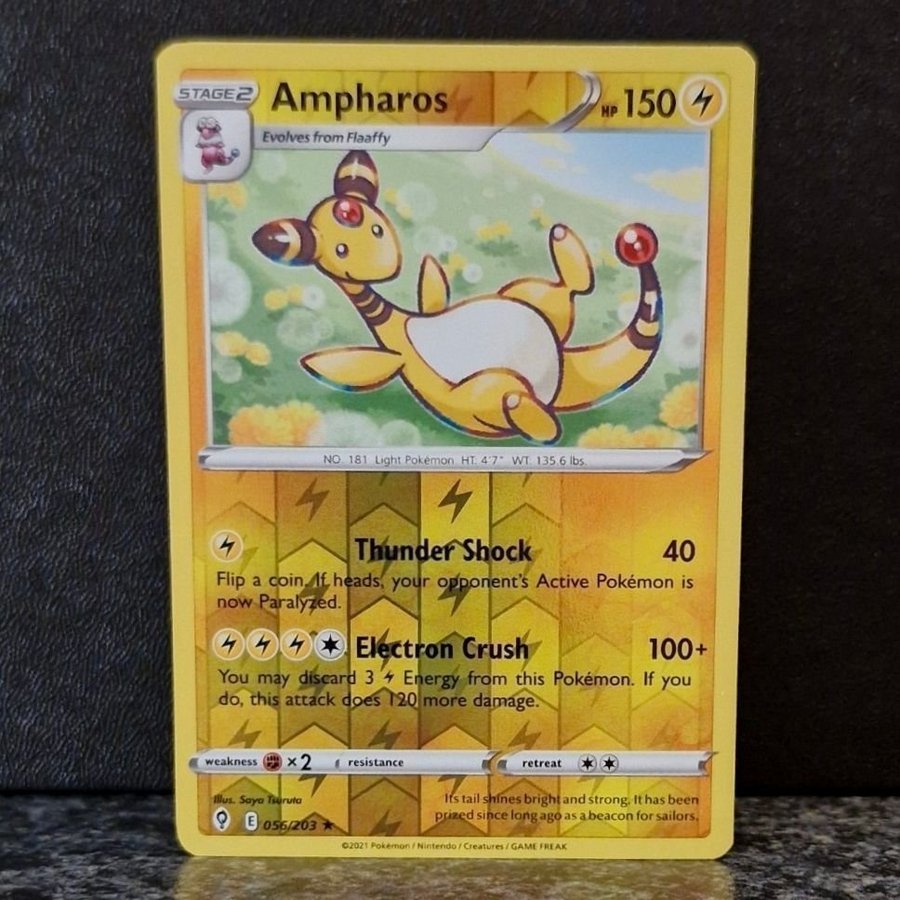 STAGE 2 Ampharos HP 150
Evolves from Flaaffy
NO. 181 Light Pokémon HT. 4'7" WT. 135.6 lbs.
Thunder Shock 40
Flip a coin. If heads, your opponent's Active Pokémon is
now Paralyzed.
Electron Crush 100+
You may discard 3 Energy from this Pokémon. If you
do, this attack does 120 more damage.
weakness ×2 resistance retreat
Illus. Saya Tsuruta
Its tail shines bright and strong. It has been
prized since long ago as a beacon for sailors.
E 056/203 ★
©2021 Pokémon / Nintendo / Creatures / GAME FREAK